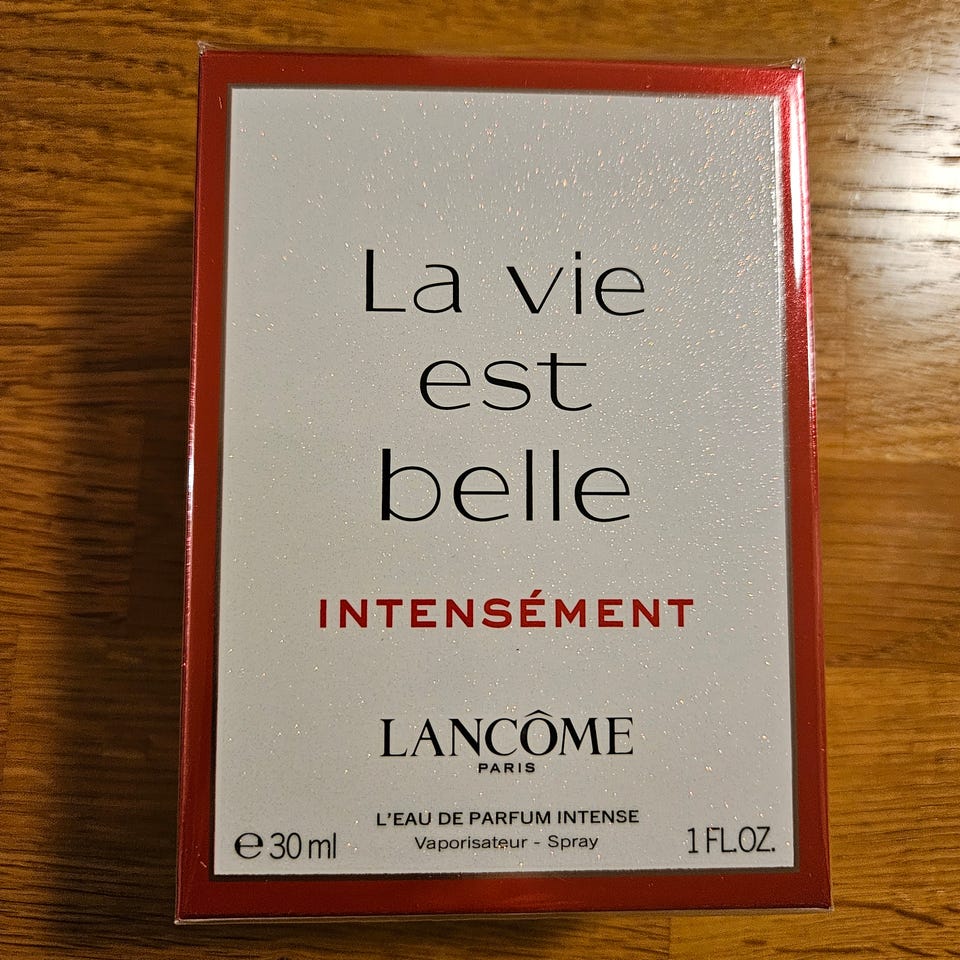 La vie
est
belle
INTENSÉMENT
LANCÔME
PARIS
L'EAU DE PARFUM INTENSE
Vaporisateur - Spray
℮ 30 ml
1 FL.OZ.